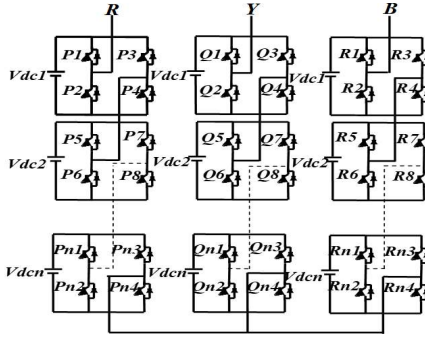 R Y B
P1 P3 Q1 Q3 R1 R3
Vdc1 Vdc1 Vdc1
P2 P4 Q2 Q4 R2 R4
P5 P7 Q5 Q7 R5 R7
Vdc2 Vdc2 Vdc2
P6 P8 Q6 Q8 R6 R8
Pn1 Pn3 Qn1 Qn3 Rn1 Rn3
Vdcn Vdcn Vdcn
Pn2 Pn4 Qn2 Qn4 Rn2 Rn4